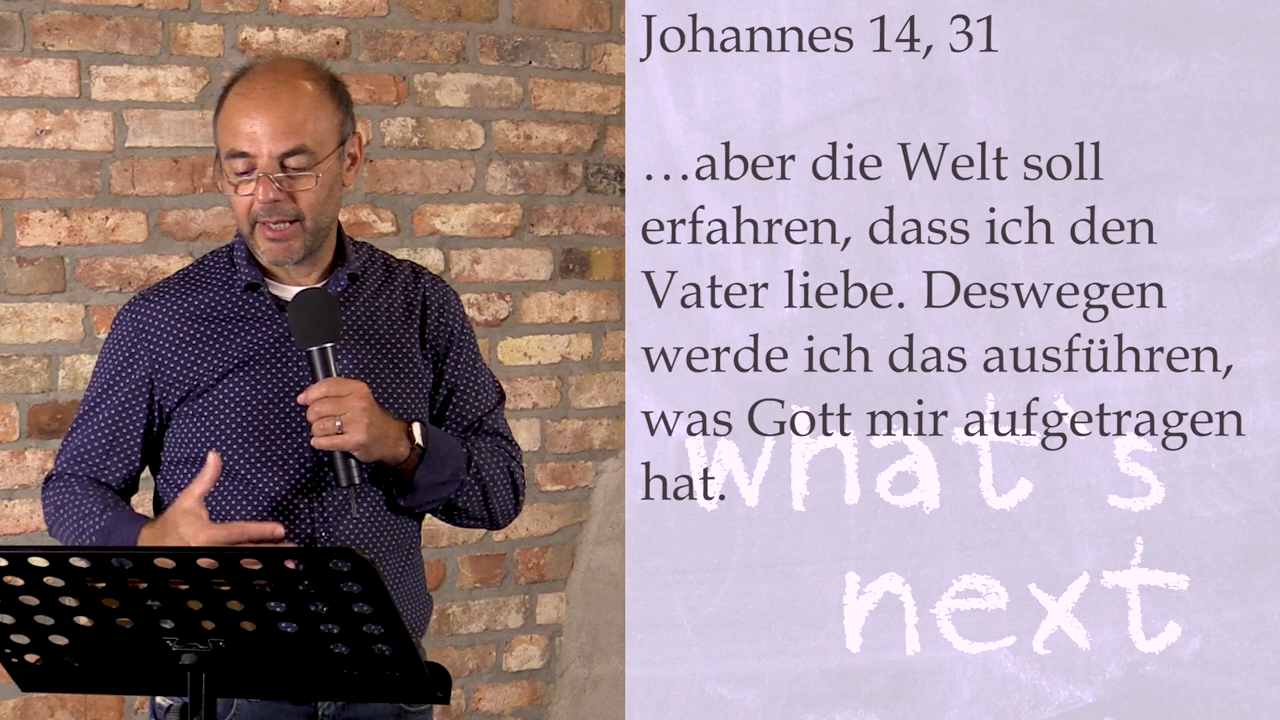 Johannes 14, 31
…aber die Welt soll
erfahren, dass ich den
Vater liebe. Deswegen
werde ich das ausführen,
was Gott mir aufgetragen
hat.
what's
next